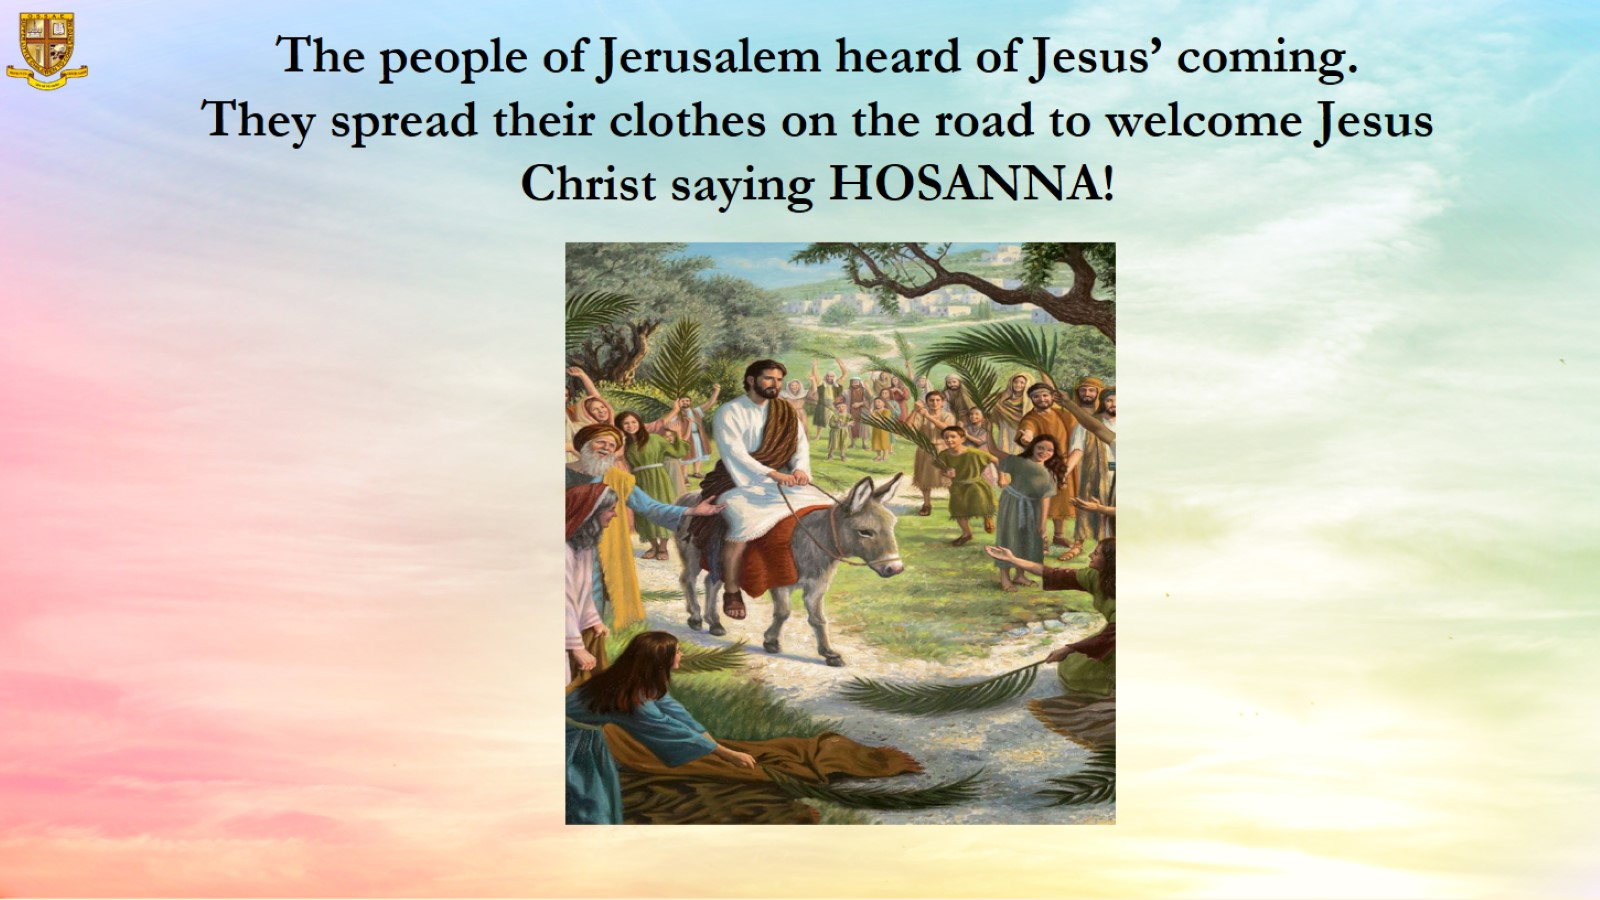 The people of Jerusalem heard of Jesus’ coming.
They spread their clothes on the road to welcome Jesus
Christ saying HOSANNA!